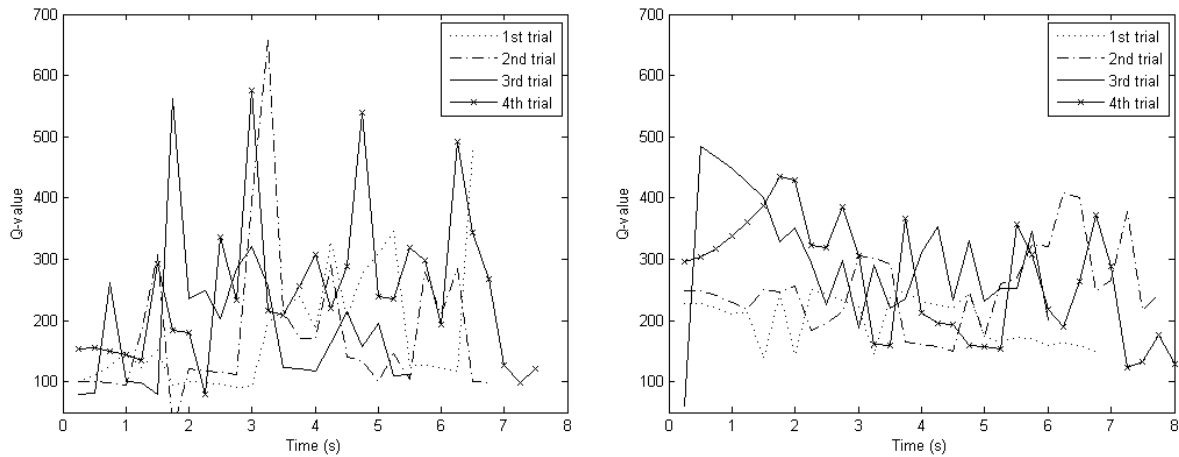 700
600
500
400
300
200
100
Q-value
0 1 2 3 4 5 6 7 8
Time (s)
1st trial
2nd trial
3rd trial
4th trial
700
600
500
400
300
200
100
Q-value
0 1 2 3 4 5 6 7 8
Time (s)
1st trial
2nd trial
3rd trial
4th trial